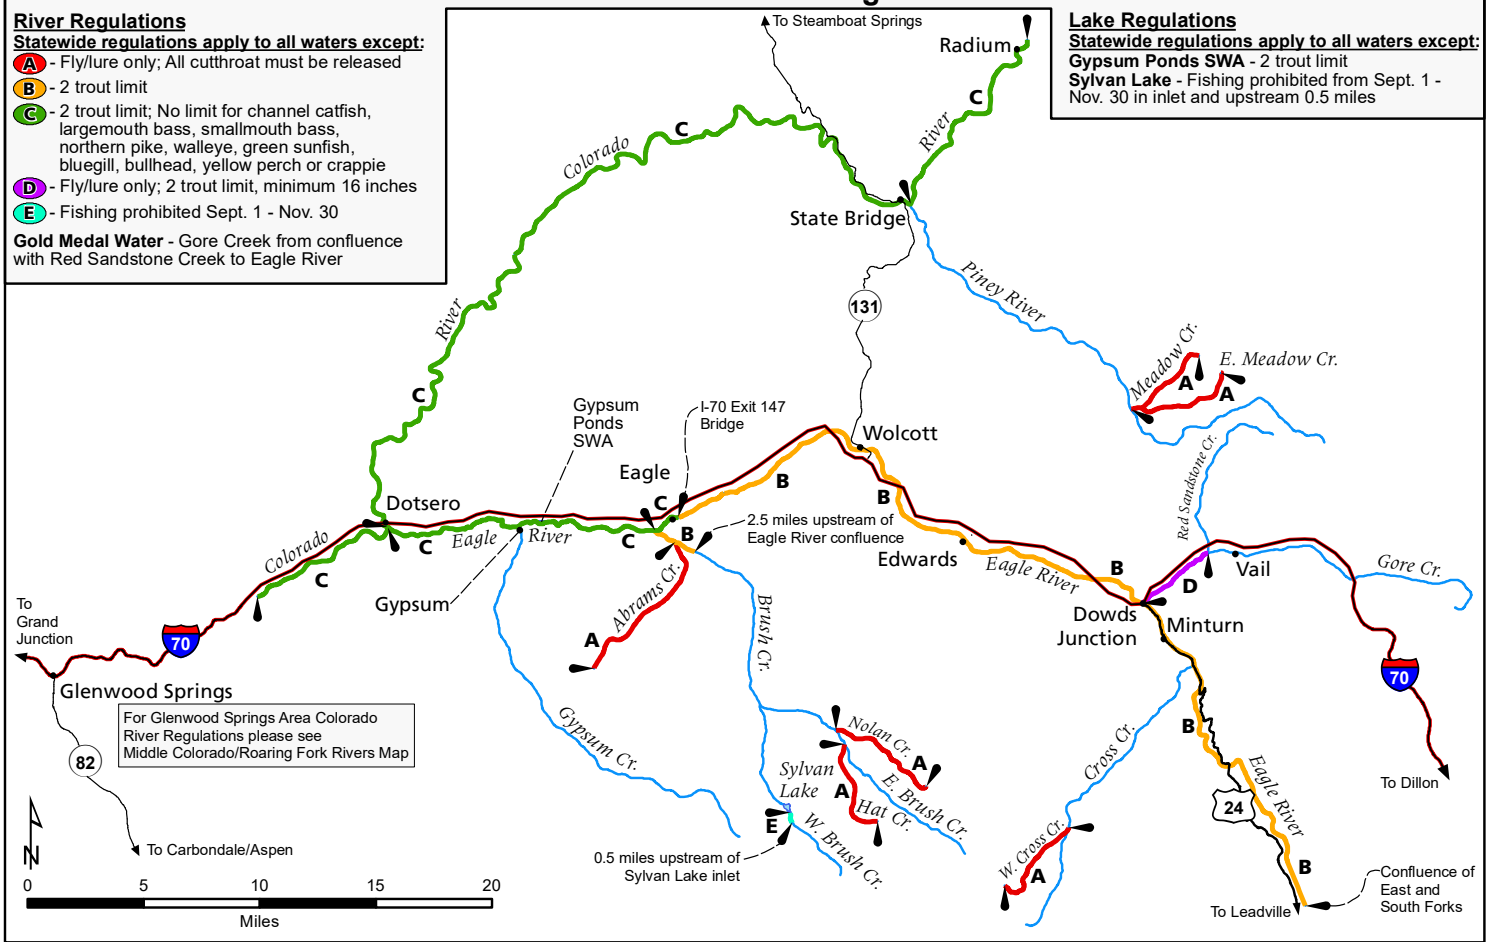 River Regulations
Statewide regulations apply to all waters except:
A - Fly/lure only; All cutthroat must be released
B - 2 trout limit
C - 2 trout limit; No limit for channel catfish,
largemouth bass, smallmouth bass,
northern pike, walleye, green sunfish,
bluegill, bullhead, yellow perch or crappie
D - Fly/lure only; 2 trout limit, minimum 16 inches
E - Fishing prohibited Sept. 1 - Nov. 30
Gold Medal Water - Gore Creek from confluence
with Red Sandstone Creek to Eagle River
Lake Regulations
Statewide regulations apply to all waters except:
Gypsum Ponds SWA - 2 trout limit
Sylvan Lake - Fishing prohibited from Sept. 1 -
Nov. 30 in inlet and upstream 0.5 miles
To Steamboat Springs
Radium
C
River
C
Colorado
State Bridge
Piney River
River
131
Meadow Cr.
E. Meadow Cr.
A
A
C
Gypsum
Ponds
SWA
I-70 Exit 147
Bridge
Wolcott
Red Sandstone Cr.
Eagle
B
B
Dotsero
C
2.5 miles upstream of
Eagle River confluence
Colorado
C
Eagle
River
C
B
Edwards
Eagle River
B
Vail
Gore Cr.
C
D
Gypsum
Abrams Cr.
Brush Cr.
Dowds
Junction
Minturn
To
Grand
Junction
70
A
70
Glenwood Springs
For Glenwood Springs Area Colorado
River Regulations please see
Middle Colorado/Roaring Fork Rivers Map
Gypsum Cr.
Nolan Cr.
A
B
Cross Cr.
82
Sylvan
Lake
A
E. Brush Cr.
Hat Cr.
Eagle River
To Dillon
24
E
W. Brush Cr.
W. Cross Cr.
A
N
To Carbondale/Aspen
0.5 miles upstream of
Sylvan Lake inlet
B
Confluence of
East and
South Forks
To Leadville
0 5 10 15 20
Miles